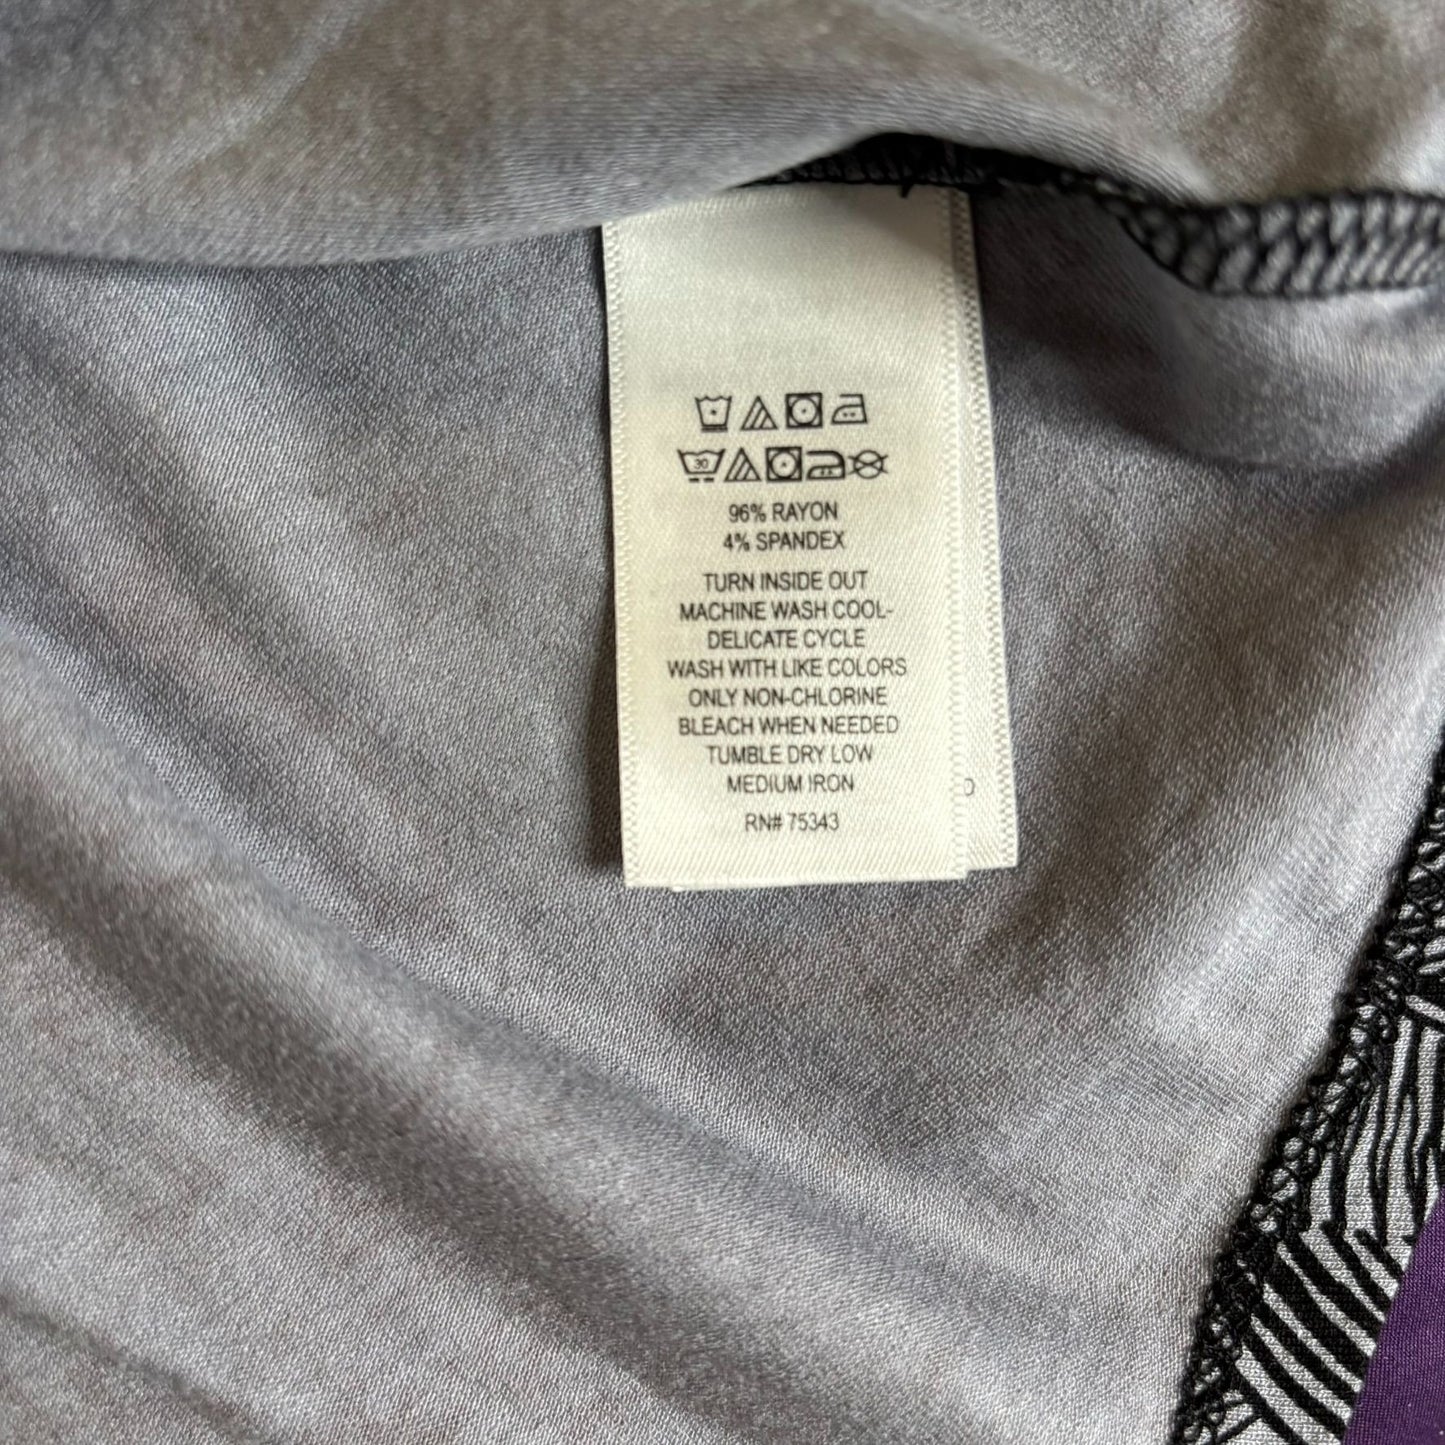 30
96% RAYON
4% SPANDEX
TURN INSIDE OUT
MACHINE WASH COOL-
DELICATE CYCLE
WASH WITH LIKE COLORS
ONLY NON-CHLORINE
BLEACH WHEN NEEDED
TUMBLE DRY LOW
MEDIUM IRON
RN# 75343